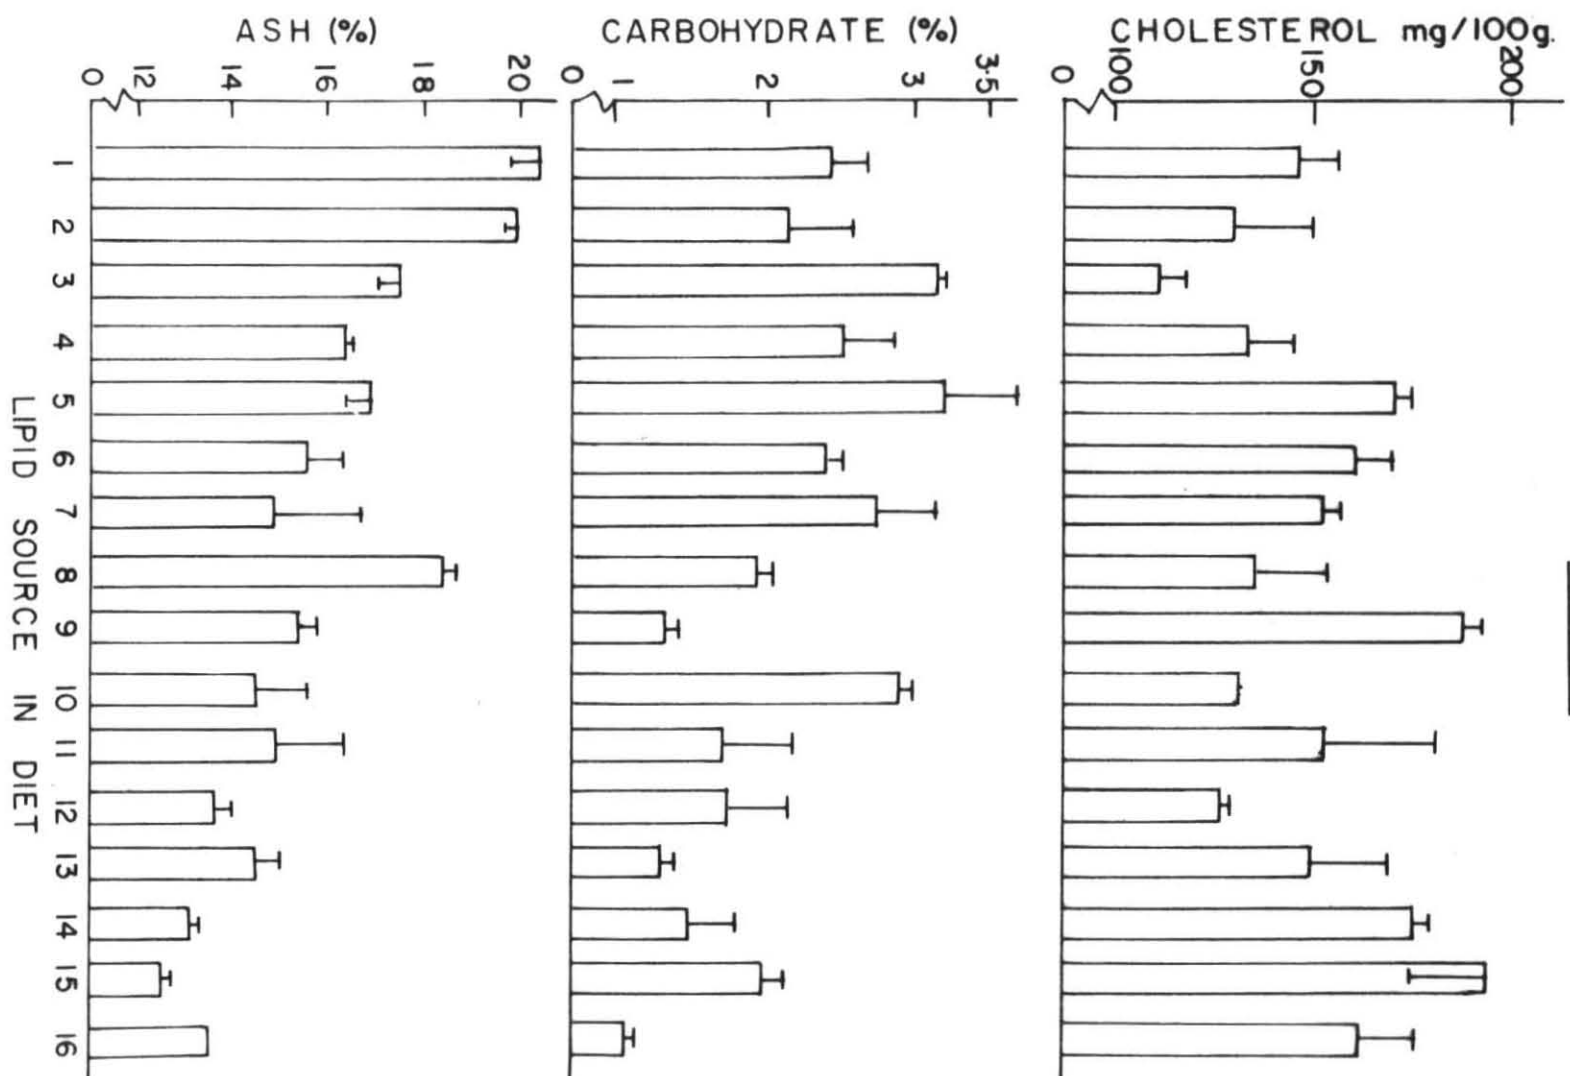 ASH (%)
0 12 14 16 18 20
CARBOHYDRATE (%)
0 1 2 3 3·5
CHOLESTEROL mg/100g.
0 100 150 200
1 2 3 4 5 6 7 8 9 10 11 12 13 14 15 16
LIPID SOURCE IN DIET